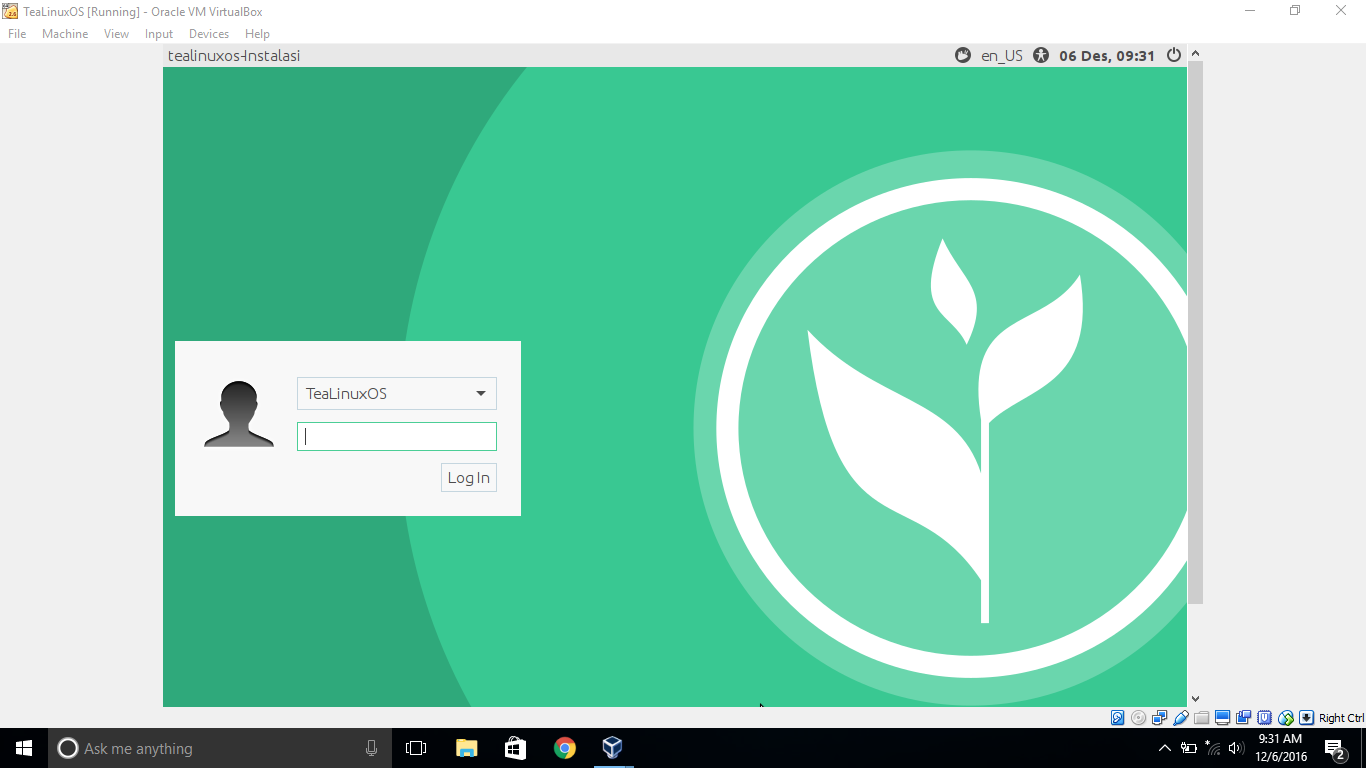 TeaLinuxOS [Running] - Oracle VM VirtualBox
File Machine View Input Devices Help
tealinuxos-Instalasi en_US 06 Des, 09:31
TeaLinuxOS
Log In
Right Ctrl
Ask me anything
9:31 AM
12/6/2016
2